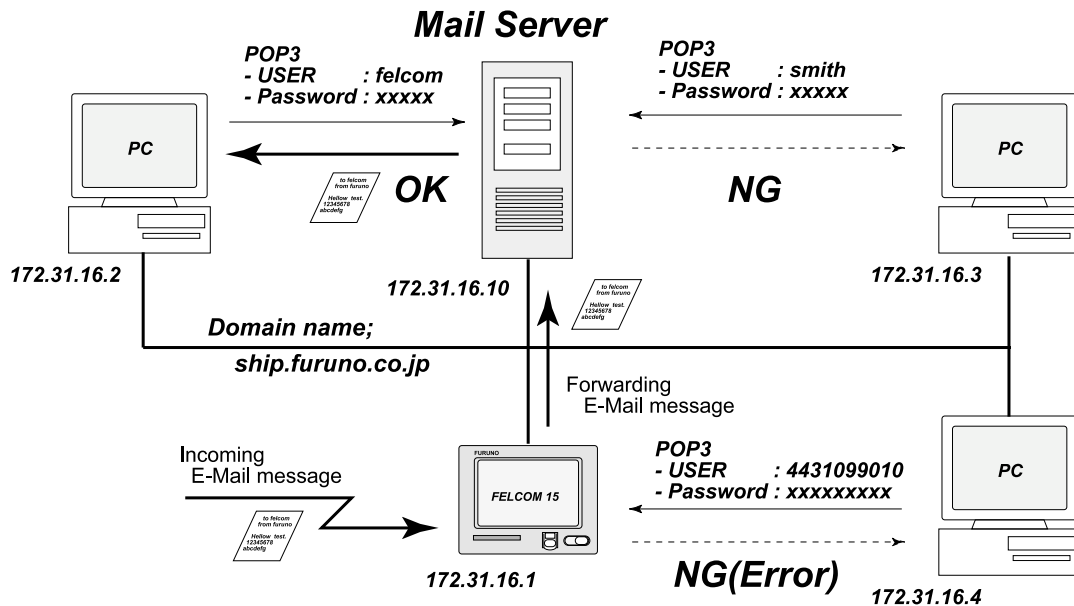 Mail Server
POP3
- USER : felcom
- Password : xxxxx
POP3
- USER : smith
- Password : xxxxx
PC
OK
NG
PC
to felcom
from furuno
Hellow test.
12345678
abcdefg
172.31.16.2
172.31.16.10
172.31.16.3
to felcom
from furuno
Hellow test.
12345678
abcdefg
Domain name;
ship.furuno.co.jp
Forwarding
E-Mail message
Incoming
E-Mail message
to felcom
from furuno
Hellow test.
12345678
abcdefg
FURUNO
FELCOM 15
POP3
- USER : 4431099010
- Password : xxxxxxxxx
PC
172.31.16.1
NG(Error)
172.31.16.4